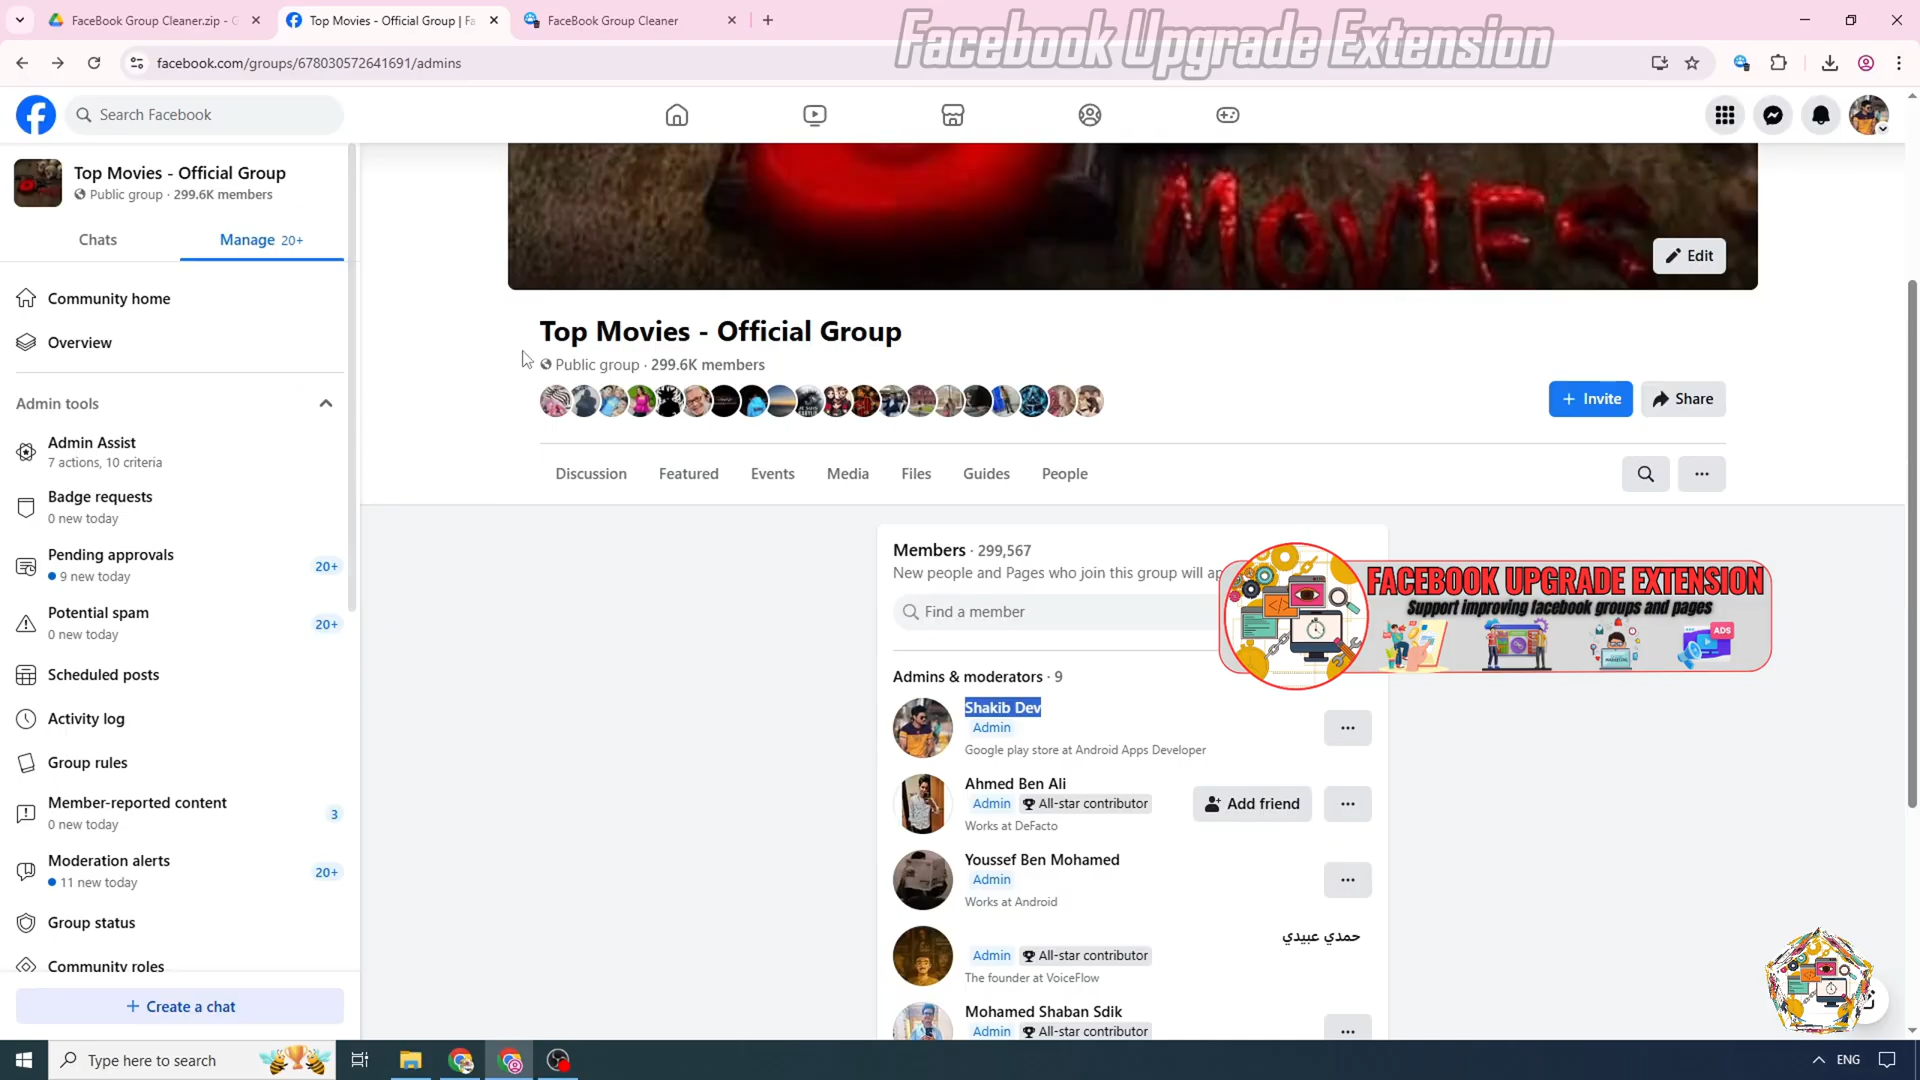 FaceBook Group Cleaner.zip - G
Top Movies - Official Group | Fa
FaceBook Group Cleaner
Facebook Upgrade Extension
facebook.com/groups/678030572641691/admins
Search Facebook
Top Movies - Official Group
Public group · 299.6K members
Chats
Manage 20+
Community home
Overview
Admin tools
Admin Assist
7 actions, 10 criteria
Badge requests
0 new today
Pending approvals
9 new today
20+
Potential spam
0 new today
20+
Scheduled posts
Activity log
Group rules
Member-reported content
0 new today
3
Moderation alerts
11 new today
20+
Group status
Community roles
+ Create a chat
MOVIES
Edit
Top Movies - Official Group
Public group · 299.6K members
+ Invite
Share
Discussion
Featured
Events
Media
Files
Guides
People
Members · 299,567
New people and Pages who join this group will ap
Find a member
FACEBOOK UPGRADE EXTENSION
Support improving facebook groups and pages
ADS
Admins & moderators · 9
Shakib Dev
Admin
Google play store at Android Apps Developer
Ahmed Ben Ali
Admin All-star contributor
Works at DeFacto
Add friend
Youssef Ben Mohamed
Admin
Works at Android
حمدي عبيدي
Admin All-star contributor
The founder at VoiceFlow
Mohamed Shaban Sdik
Admin All-star contributor
Type here to search
ENG